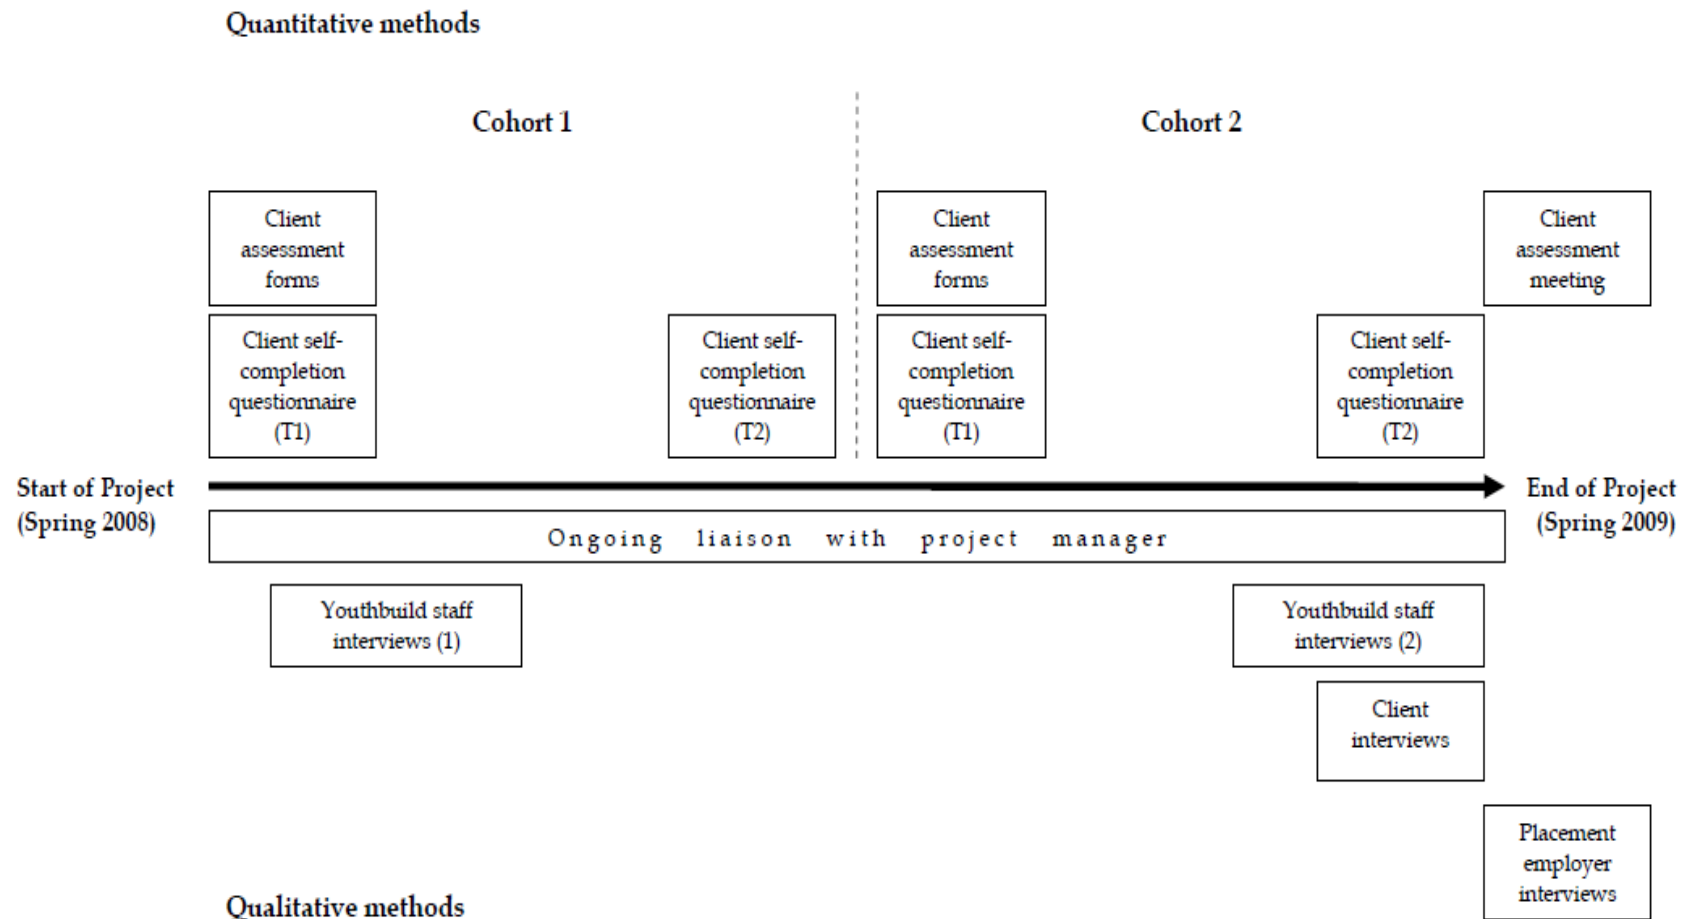 Quantitative methods
Cohort 1
Cohort 2
Client
assessment
forms
Client
assessment
forms
Client
assessment
meeting
Client self-
completion
questionnaire
(T1)
Client self-
completion
questionnaire
(T2)
Client self-
completion
questionnaire
(T1)
Client self-
completion
questionnaire
(T2)
Start of Project
(Spring 2008)
End of Project
(Spring 2009)
Ongoing liaison with project manager
Youthbuild staff
interviews (1)
Youthbuild staff
interviews (2)
Client
interviews
Placement
employer
interviews
Qualitative methods